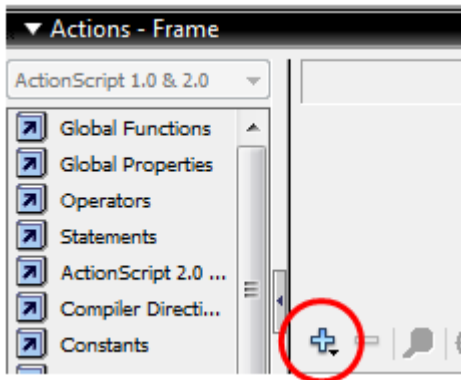 Actions - Frame
ActionScript 1.0 & 2.0
Global Functions
Global Properties
Operators
Statements
ActionScript 2.0 ...
Compiler Directi...
Constants